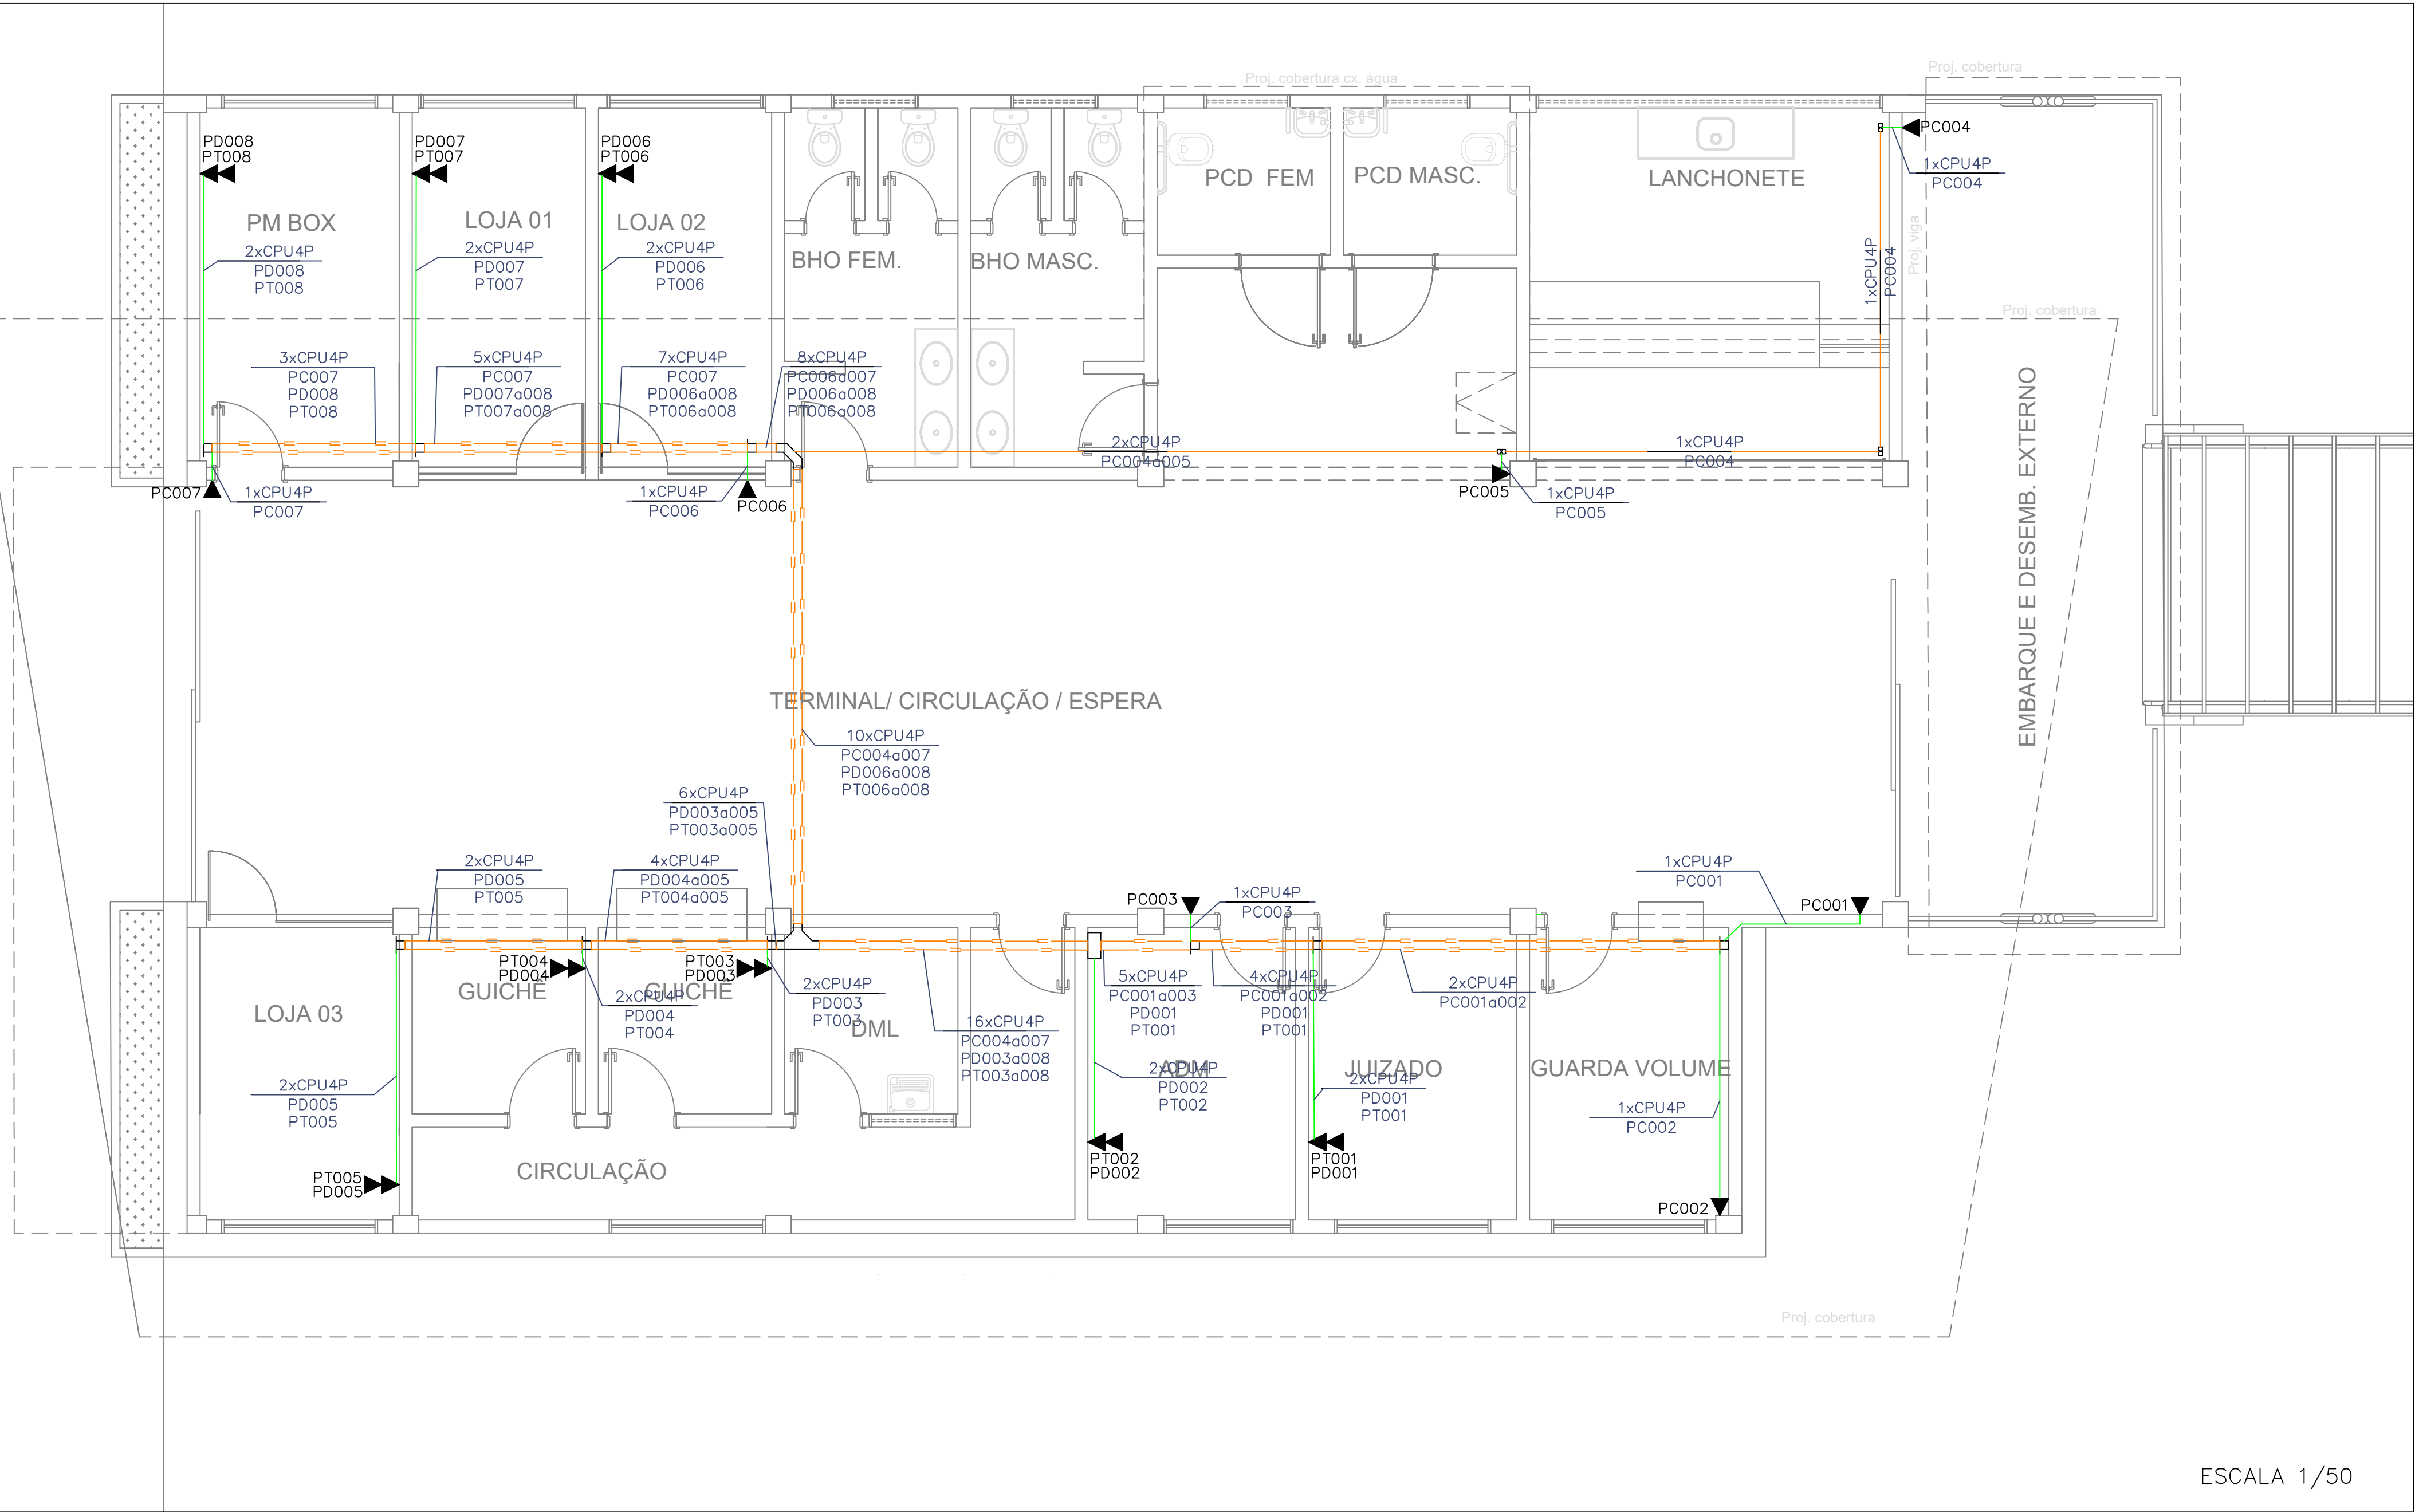 Proj. cobertura
Proj. cobertura cx. água
PD008
PT008
PD007
PT007
PD006
PT006
PC004
1xCPU4P
PC004
PCD FEM
PCD MASC.
LANCHONETE
PM BOX
LOJA 01
LOJA 02
BHO FEM.
BHO MASC.
Proj. viga
2xCPU4P
PD008
PT008
2xCPU4P
PD007
PT007
2xCPU4P
PD006
PT006
1xCPU4P
PC004
Proj. cobertura
3xCPU4P
PC007
PD008
PT008
5xCPU4P
PC007
PD007a008
PT007a008
7xCPU4P
PC007
PD006a008
PT006a008
8xCPU4P
PC006a007
PD006a008
PT006a008
2xCPU4P
PC004a005
1xCPU4P
PC004
EMBARQUE E DESEMB. EXTERNO
PC007
1xCPU4P
PC007
1xCPU4P
PC006
PC006
PC005
1xCPU4P
PC005
TERMINAL/ CIRCULAÇÃO / ESPERA
10xCPU4P
PC004a007
PD006a008
PT006a008
6xCPU4P
PD003a005
PT003a005
2xCPU4P
PD005
PT005
4xCPU4P
PD004a005
PT004a005
PC003
1xCPU4P
PC003
1xCPU4P
PC001
PC001
PT004
PD004
PT003
PD003
GUICHÊ
GUICHÊ
2xCPU4P
PD004
PT004
2xCPU4P
PD003
PT003
DML
LOJA 03
5xCPU4P
PC001a003
PD001
PT001
4xCPU4P
PC001a002
PD001
PT001
2xCPU4P
PC001a002
16xCPU4P
PC004a007
PD003a008
PT003a008
ADM
2xCPU4P
PD002
PT002
JUIZADO
2xCPU4P
PD001
PT001
GUARDA VOLUME
2xCPU4P
PD005
PT005
1xCPU4P
PC002
CIRCULAÇÃO
PT005
PD005
PT002
PD002
PT001
PD001
PC002
Proj. cobertura
ESCALA 1/50